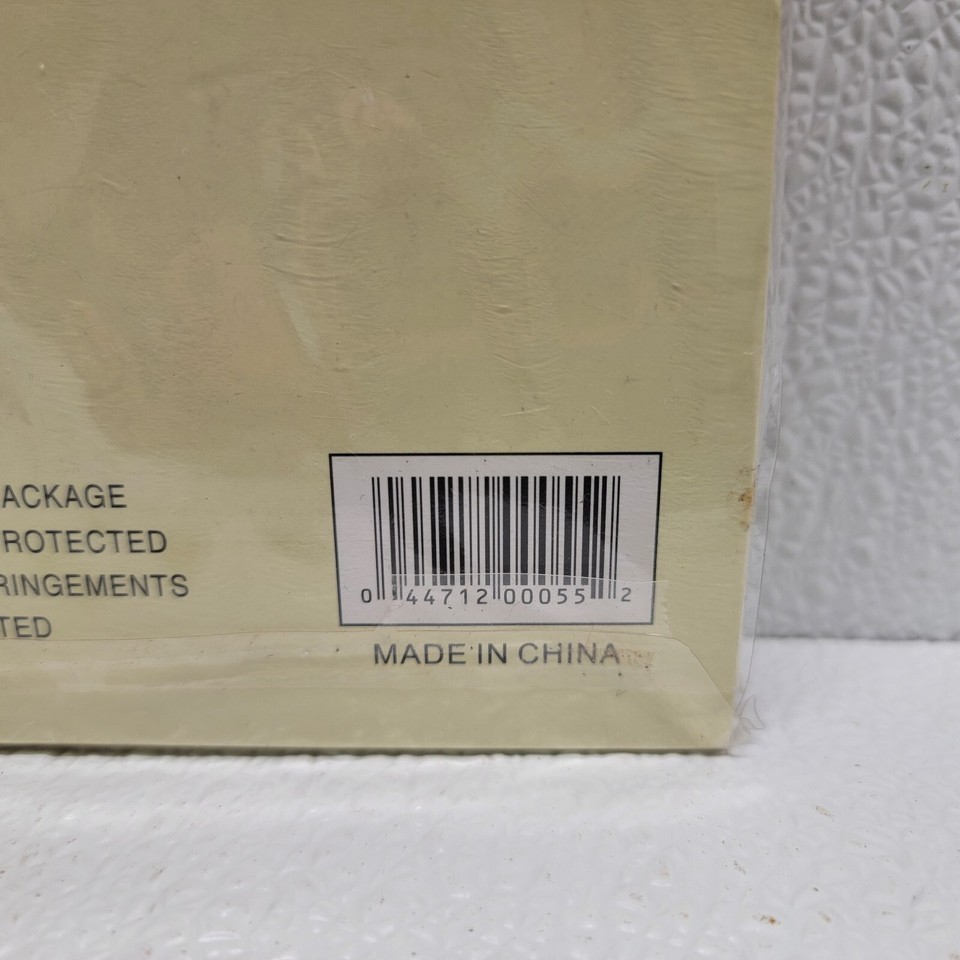 ACKAGE
ROTECTED
RINGEMENTS
TED
0 44712 00055 2
MADE IN CHINA